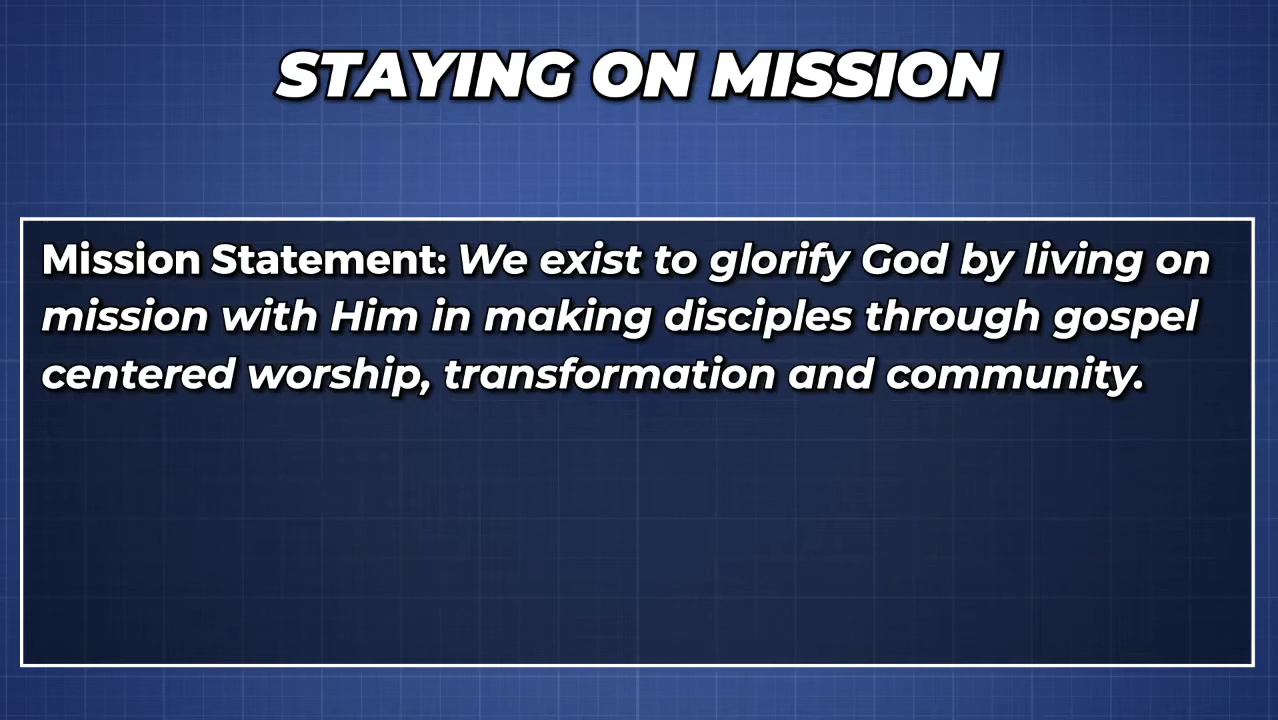 STAYING ON MISSION
Mission Statement: We exist to glorify God by living on
mission with Him in making disciples through gospel
centered worship, transformation and community.